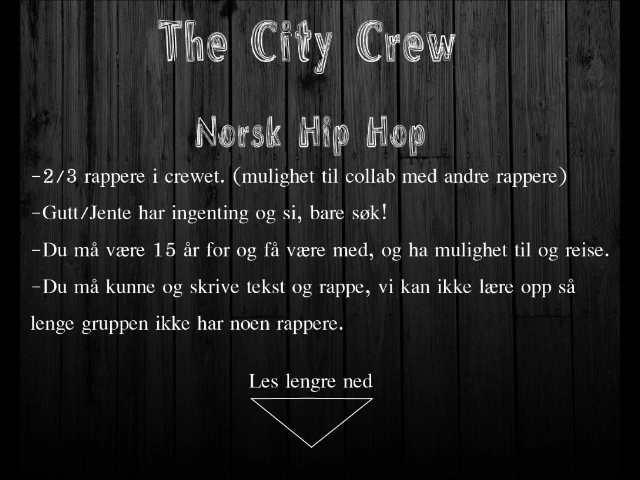 The City Crew
Norsk Hip Hop
-2/3 rappere i crewet. (mulighet til collab med andre rappere)
-Gutt/Jente har ingenting og si, bare søk!
-Du må være 15 år for og få være med, og ha mulighet til og reise.
-Du må kunne og skrive tekst og rappe, vi kan ikke lære opp så
lenge gruppen ikke har noen rappere.
Les lengre ned